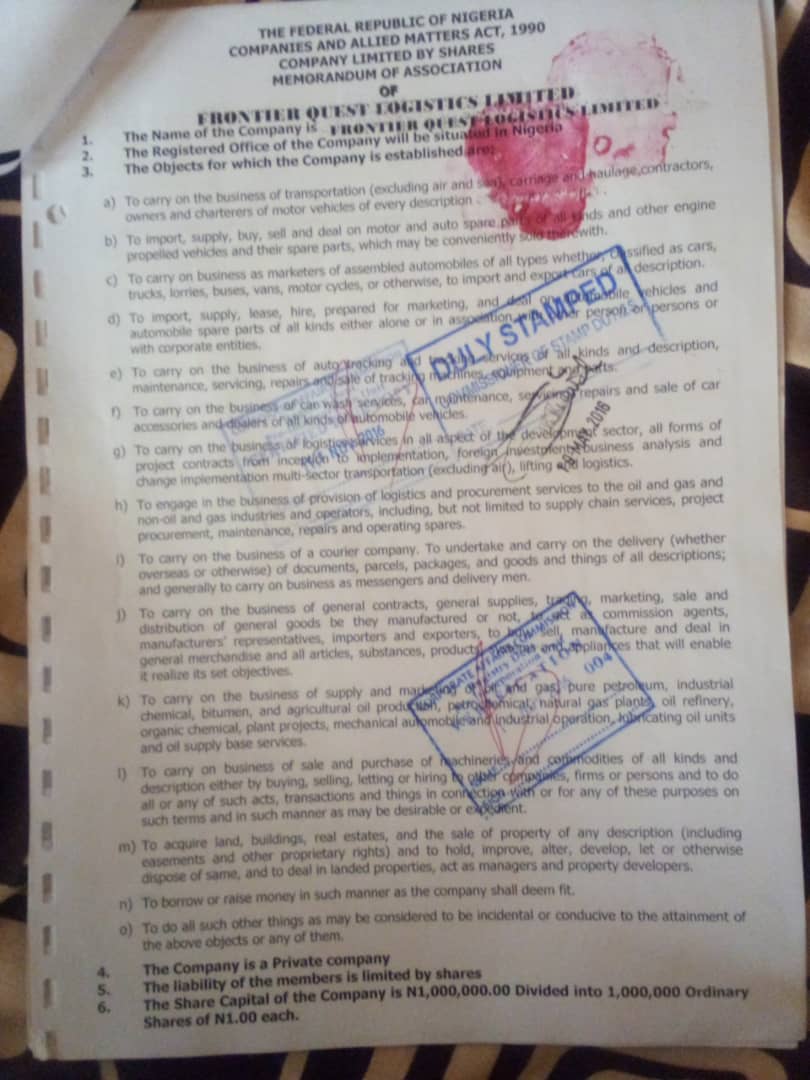 THE FEDERAL REPUBLIC OF NIGERIA
COMPANIES AND ALLIED MATTERS ACT, 1990
COMPANY LIMITED BY SHARES
MEMORANDUM OF ASSOCIATION
OF
FRONTIER QUEST LOGISTICS LIMITED
1. The Name of the Company is - FRONTIER QUEST LOGISTICS LIMITED
2. The Registered Office of the Company will be situated in Nigeria
3. The Objects for which the Company is established are:
a) To carry on the business of transportation (excluding air and sea), carriage and haulage contractors,
owners and charterers of motor vehicles of every description
b) To import, supply, buy, sell and deal on motor and auto spare parts of all kinds and other engine
propelled vehicles and their spare parts, which may be conveniently sold therewith.
c) To carry on business as marketers of assembled automobiles of all types whether classified as cars,
trucks, lorries, buses, vans, motor cycles, or otherwise, to import and export cars of all description.
d) To import, supply, lease, hire, prepared for marketing, and deal on automobile vehicles and
automobile spare parts of all kinds either alone or in association with other person or persons or
with corporate entities.
e) To carry on the business of auto tracking and services of all kinds and description,
maintenance, servicing, repairs and sale of tracking machines, equipment and parts.
f) To carry on the business of car wash services, car maintenance, servicing, repairs and sale of car
accessories and dealers of all kinds of automobile vehicles.
g) To carry on the business of logistics services in all aspect of the development sector, all forms of
project contracts from inception to implementation, foreign investment, business analysis and
change implementation multi-sector transportation (excluding air), lifting and logistics.
h) To engage in the business of provision of logistics and procurement services to the oil and gas and
non-oil and gas industries and operators, including, but not limited to supply chain services, project
procurement, maintenance, repairs and operating spares.
i) To carry on the business of a courier company. To undertake and carry on the delivery (whether
overseas or otherwise) of documents, parcels, packages, and goods and things of all descriptions;
and generally to carry on business as messengers and delivery men.
j) To carry on the business of general contracts, general supplies, trading, marketing, sale and
distribution of general goods be they manufactured or not, to act as commission agents,
manufacturers' representatives, importers and exporters, to buy, sell, manufacture and deal in
general merchandise and all articles, substances, products, and appliances that will enable
it realize its set objectives.
k) To carry on the business of supply and marketing of oil and gas, pure petroleum, industrial
chemical, bitumen, and agricultural oil production, petrochemical, natural gas plants, oil refinery,
organic chemical, plant projects, mechanical automobile and industrial operation, lubricating oil units
and oil supply base services.
l) To carry on business of sale and purchase of machineries and commodities of all kinds and
description either by buying, selling, letting or hiring to other companies, firms or persons and to do
all or any of such acts, transactions and things in connection with or for any of these purposes on
such terms and in such manner as may be desirable or expedient.
m) To acquire land, buildings, real estates, and the sale of property of any description (including
easements and other proprietary rights) and to hold, improve, alter, develop, let or otherwise
dispose of same, and to deal in landed properties, act as managers and property developers.
n) To borrow or raise money in such manner as the company shall deem fit.
o) To do all such other things as may be considered to be incidental or conducive to the attainment of
the above objects or any of them.
4. The Company is a Private company
5. The liability of the members is limited by shares
6. The Share Capital of the Company is N1,000,000.00 Divided into 1,000,000 Ordinary
Shares of N1.00 each.
DULY STAMPED
COMMISSIONER OF STAMP DUTIES
MAY 2016
NOV 2016
AFFAIRS COMMISSION
004